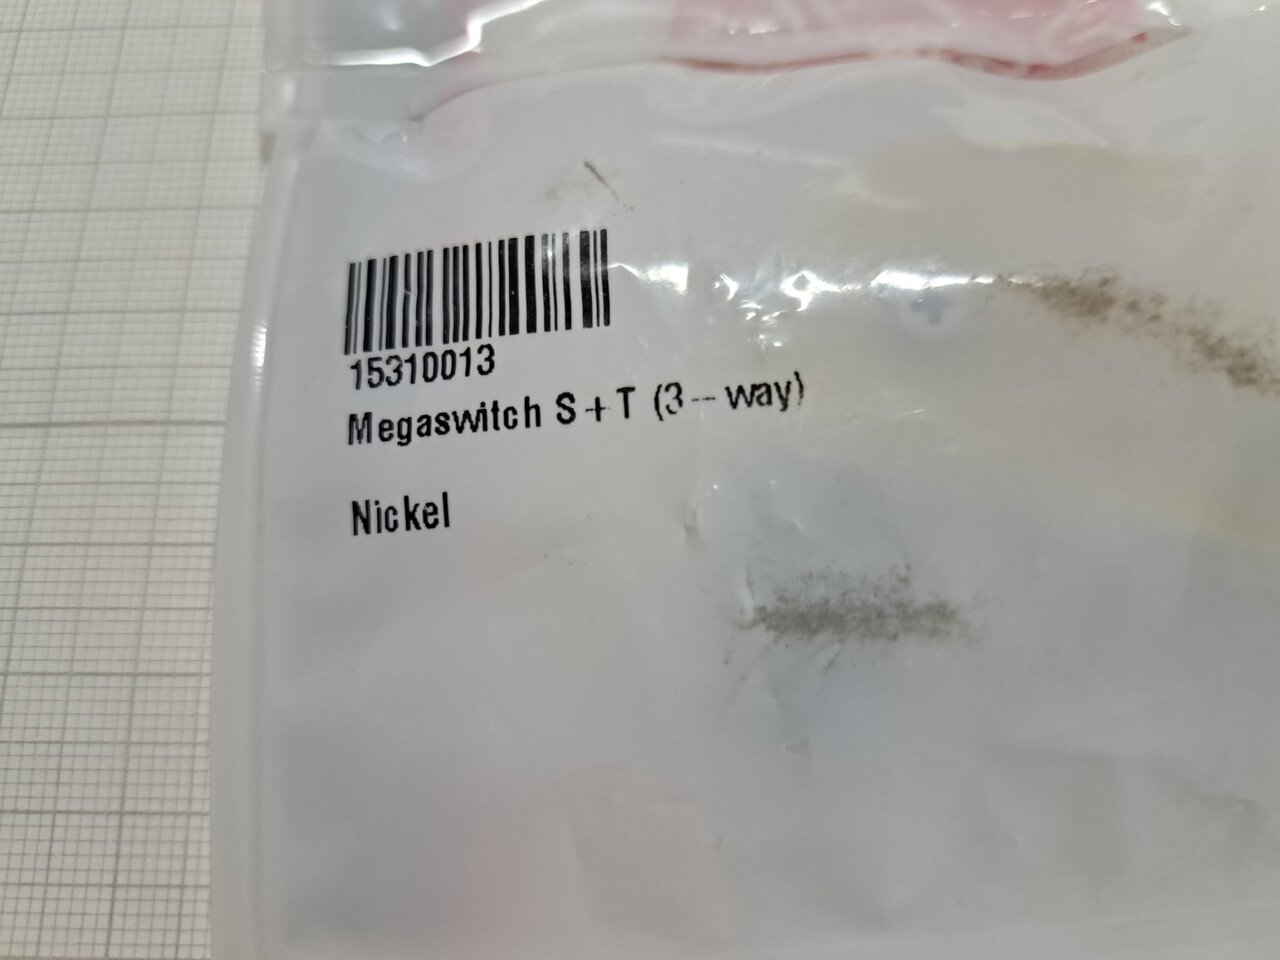 15310013
Megaswitch S+T (3-way)
Nickel